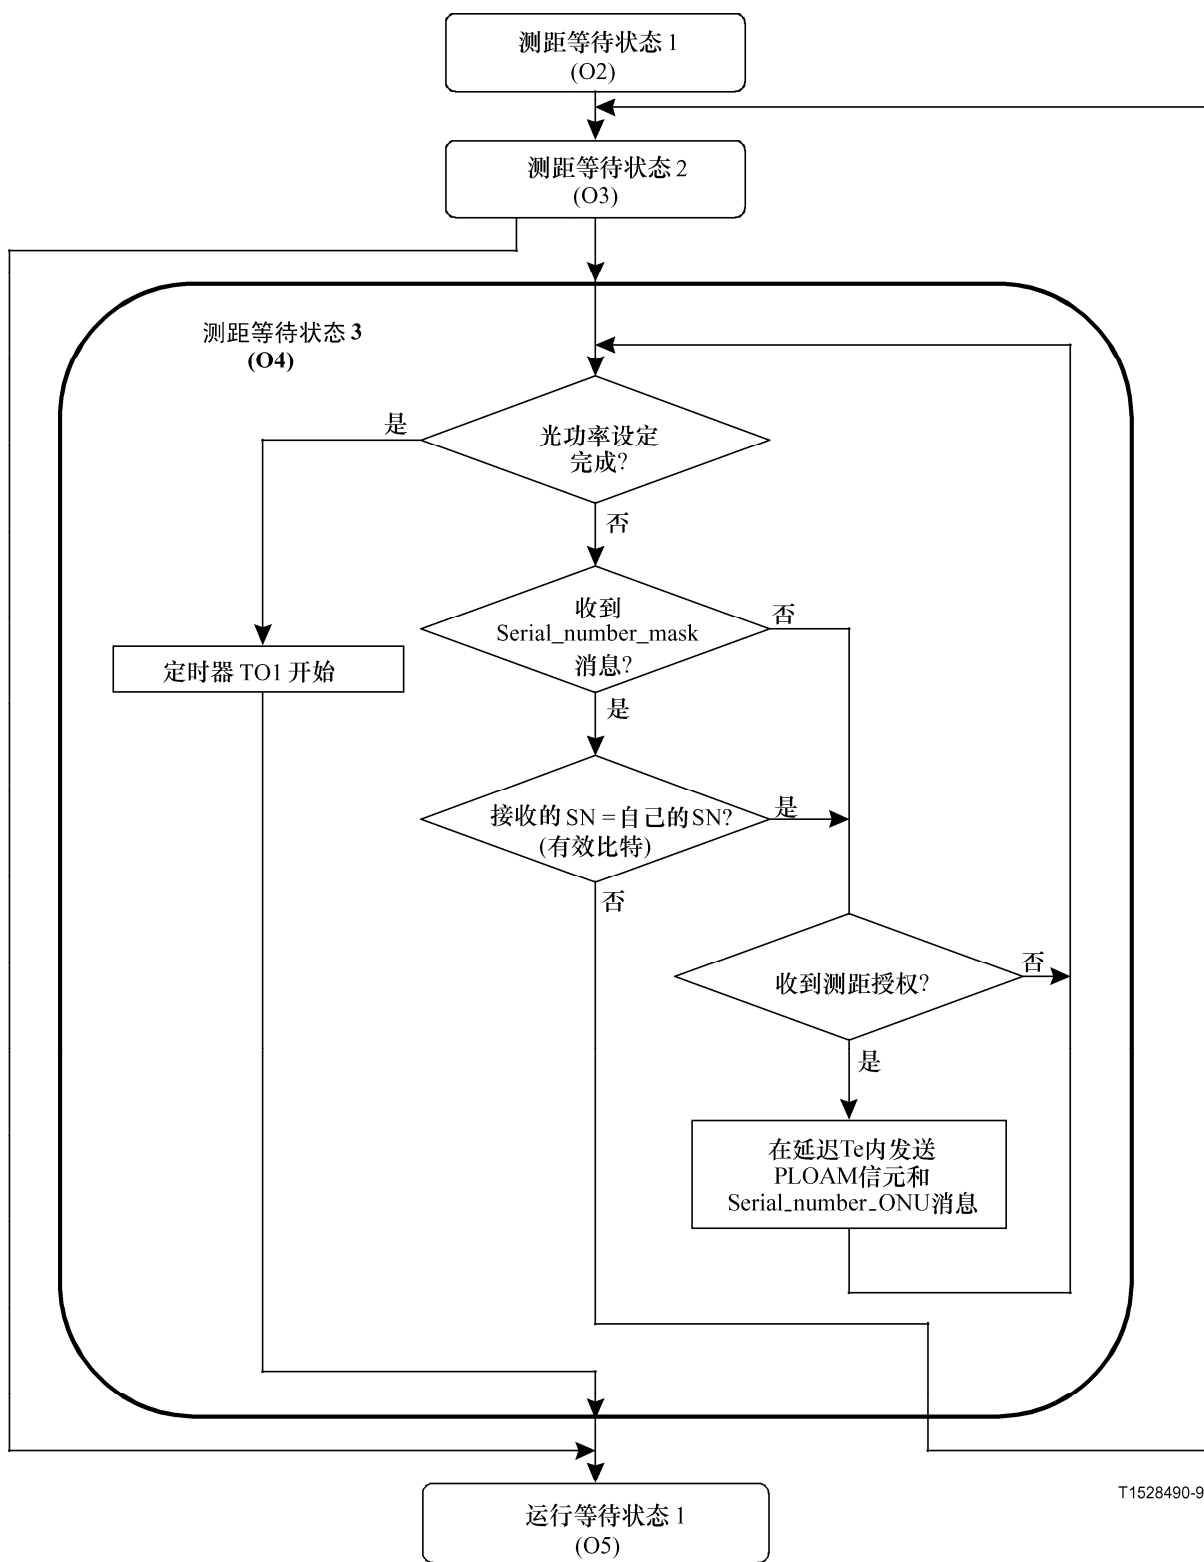 测距等待状态 1
(O2)
测距等待状态 2
(O3)
测距等待状态 3
(O4)
光功率设定
完成?
是
否
收到
Serial_number_mask
消息?
否
是
定时器 TO1 开始
接收的 SN =自己的SN?
(有效比特)
是
否
收到测距授权?
否
是
在延迟Te内发送
PLOAM信元和
Serial_number_ONU消息
运行等待状态 1
(O5)
T1528490-9